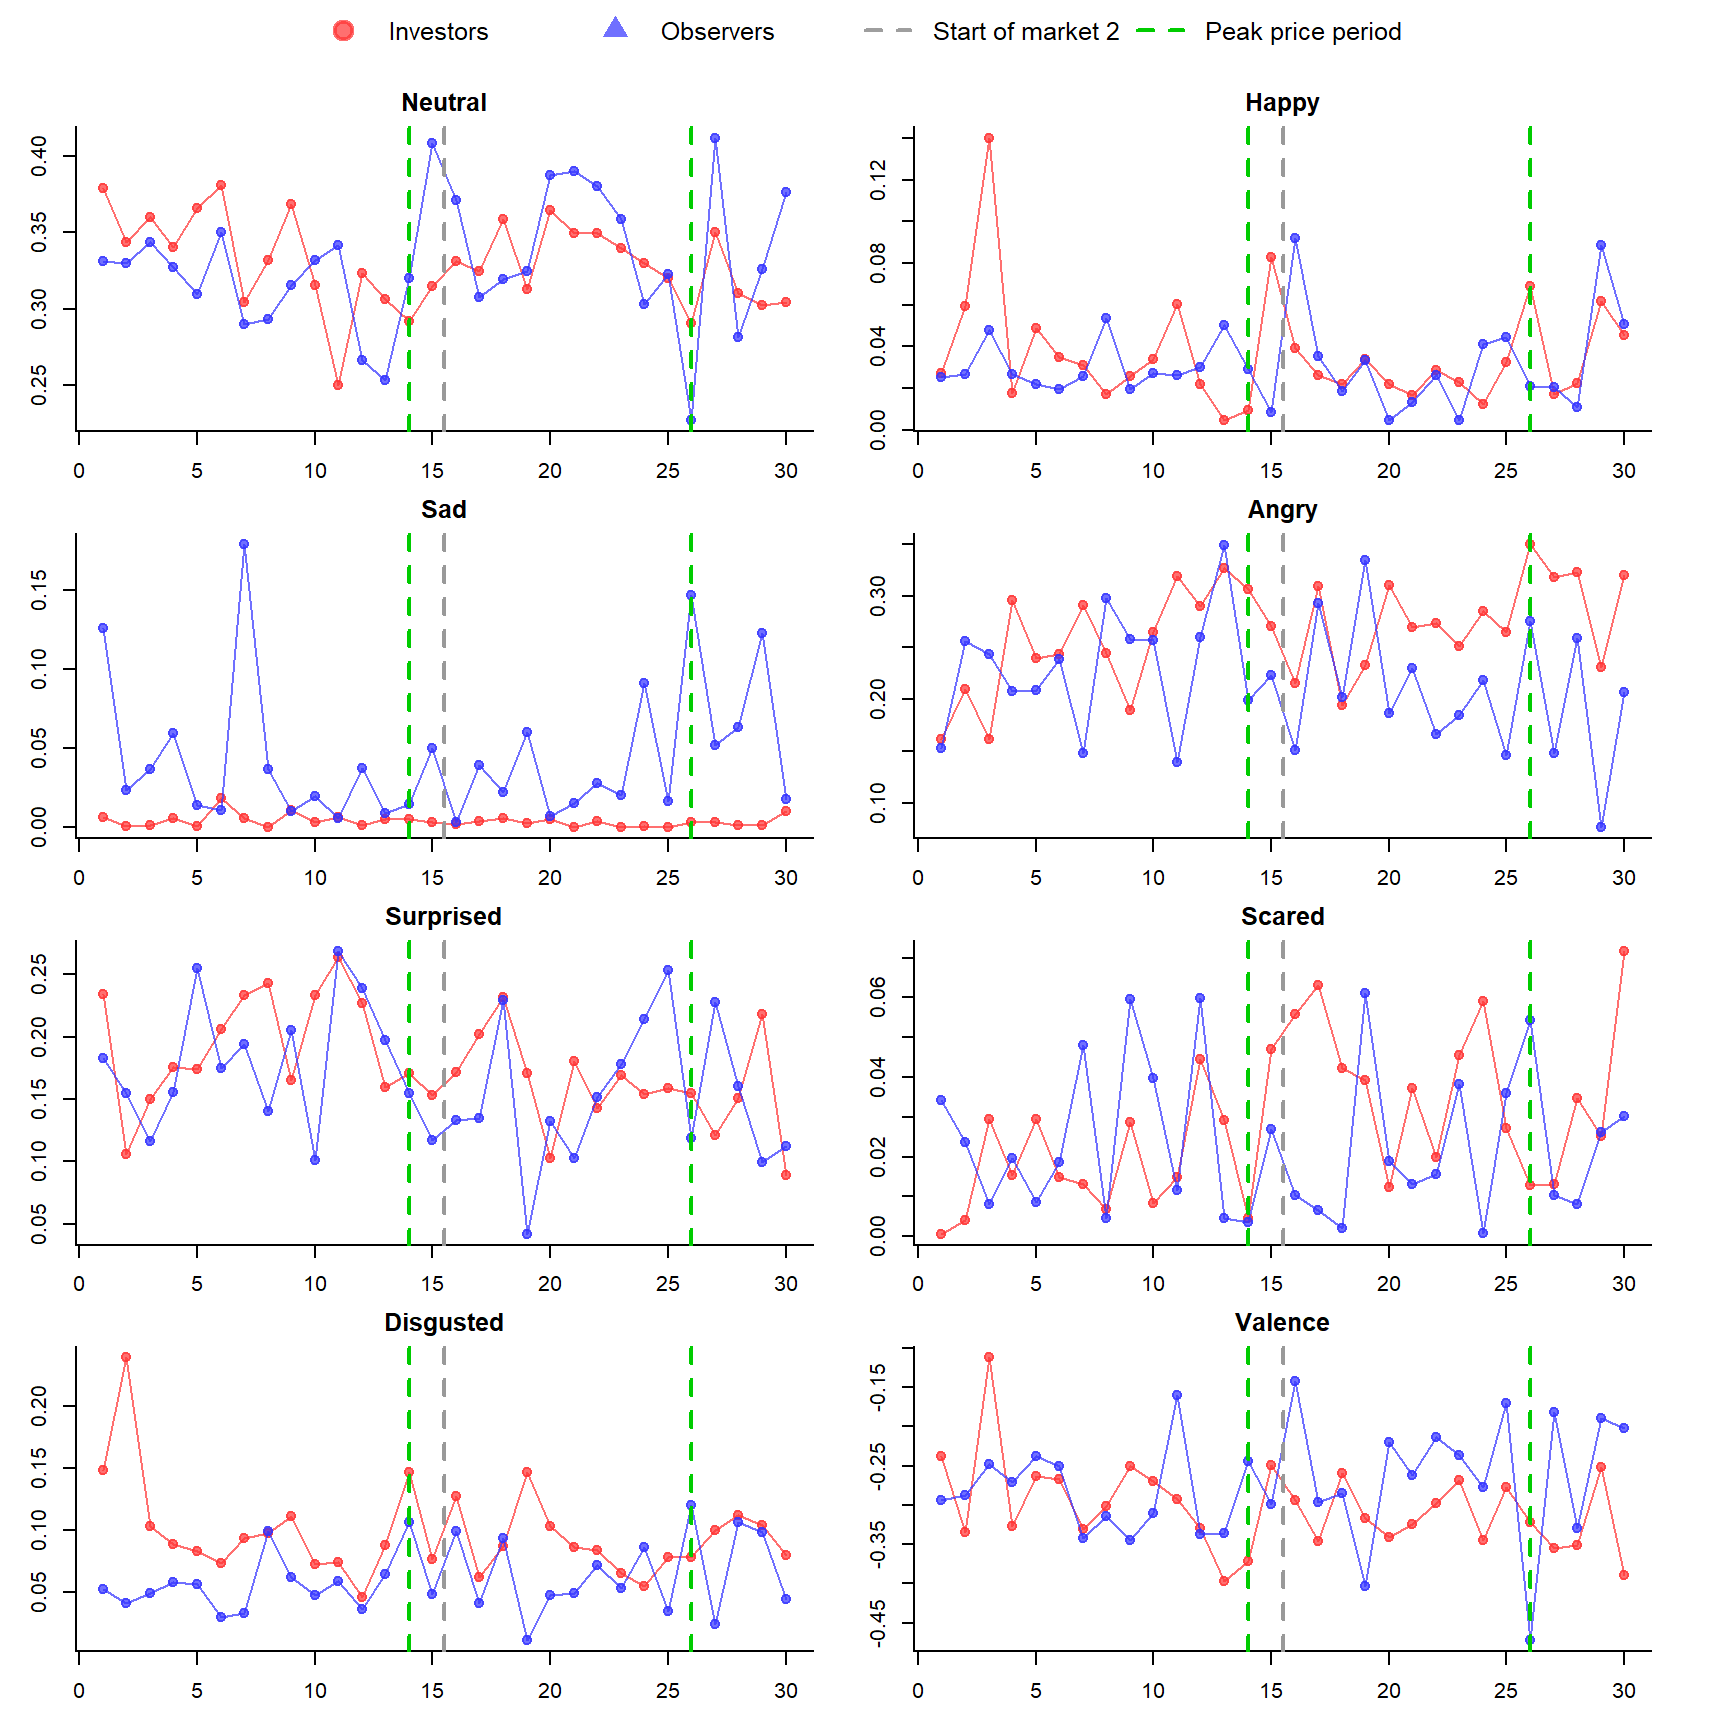 Investors Observers Start of market 2 Peak price period
Neutral
0.40
0.35
0.30
0.25
0 5 10 15 20 25 30
Happy
0.12
0.08
0.04
0.00
0 5 10 15 20 25 30
Sad
0.15
0.10
0.05
0.00
0 5 10 15 20 25 30
Angry
0.30
0.20
0.10
0 5 10 15 20 25 30
Surprised
0.25
0.20
0.15
0.10
0.05
0 5 10 15 20 25 30
Scared
0.06
0.04
0.02
0.00
0 5 10 15 20 25 30
Disgusted
0.20
0.15
0.10
0.05
0 5 10 15 20 25 30
Valence
-0.15
-0.25
-0.35
-0.45
0 5 10 15 20 25 30